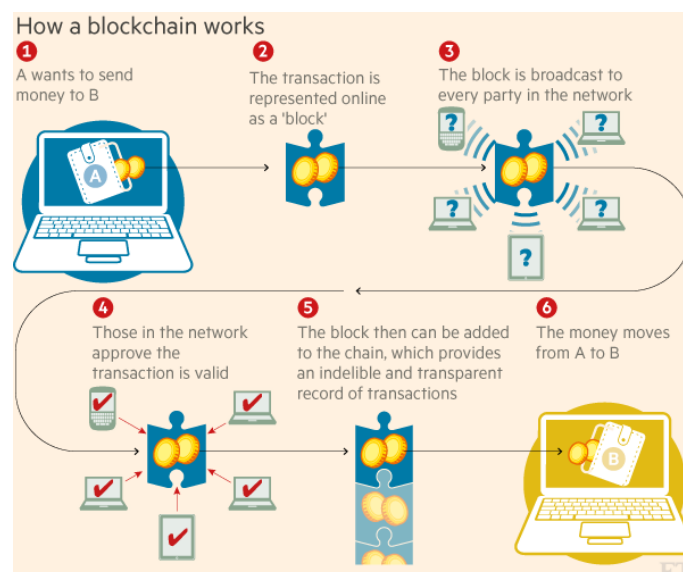 How a blockchain works
1
A wants to send
money to B
2
The transaction is
represented online
as a 'block'
3
The block is broadcast to
every party in the network
A
?
?
?
?
?
4
Those in the network
approve the
transaction is valid
5
The block then can be added
to the chain, which provides
an indelible and transparent
record of transactions
6
The money moves
from A to B
B